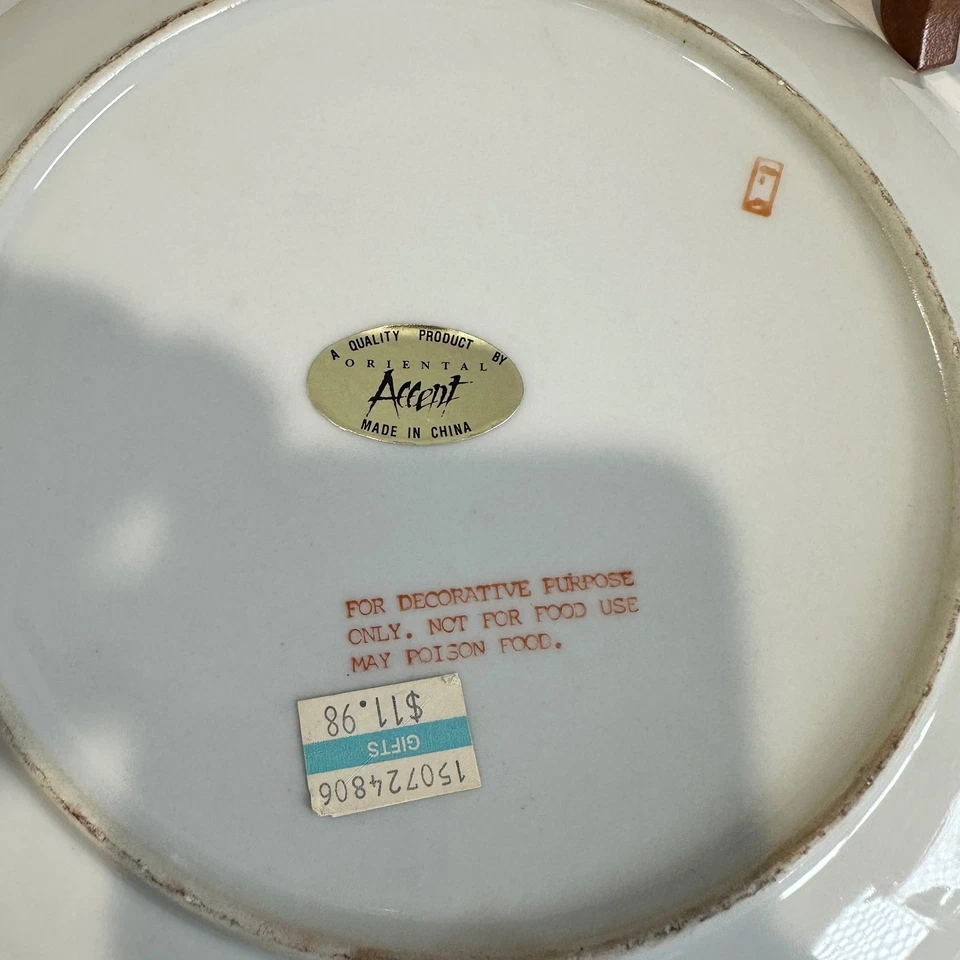 A QUALITY PRODUCT BY
ORIENTAL
Accent
MADE IN CHINA
FOR DECORATIVE PURPOSE
ONLY. NOT FOR FOOD USE
MAY POISON FOOD.
150724806
GIFTS
$11.98